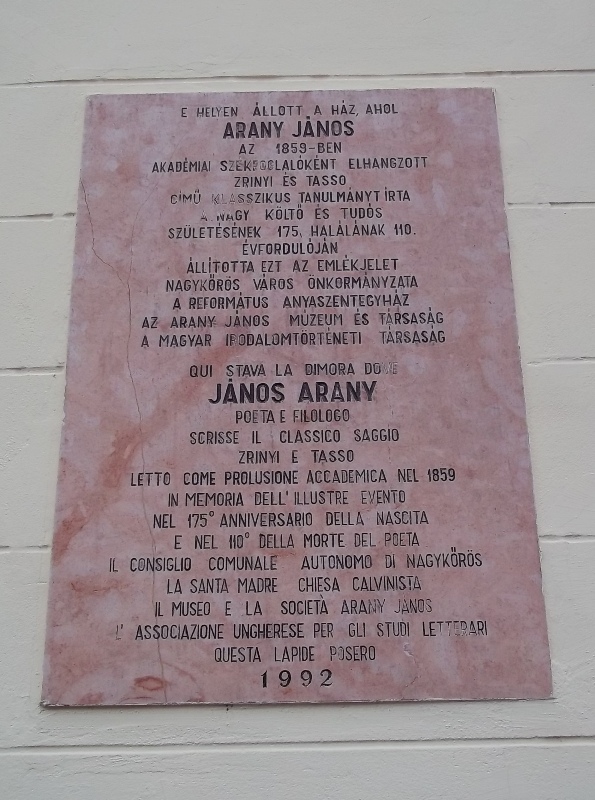 E HELYEN ÁLLOTT A HÁZ, AHOL
ARANY JÁNOS
AZ 1859-BEN
AKADÉMIAI SZÉKFOGLALÓKÉNT ELHANGZOTT
ZRINYI ÉS TASSO
CÍMŰ KLASSZIKUS TANULMÁNYT ÍRTA
A NAGY KÖLTŐ ÉS TUDÓS
SZÜLETÉSÉNEK 175, HALÁLÁNAK 110.
ÉVFORDULÓJÁN
ÁLLÍTOTTA EZT AZ EMLÉKJELET
NAGYKŐRÖS VÁROS ÖNKORMÁNYZATA
A REFORMÁTUS ANYASZENTEGYHÁZ
AZ ARANY JÁNOS MÚZEUM ÉS TÁRSASÁG
A MAGYAR IRODALOMTÖRTÉNETI TÁRSASÁG
QUI STAVA LA DIMORA DOVE
JÁNOS ARANY
POETA E FILOLOGO
SCRISSE IL CLASSICO SAGGIO
ZRINYI E TASSO
LETTO COME PROLUSIONE ACCADEMICA NEL 1859
IN MEMORIA DELL'ILLUSTRE EVENTO
NEL 175° ANNIVERSARIO DELLA NASCITA
E NEL 110° DELLA MORTE DEL POETA
IL CONSIGLIO COMUNALE AUTONOMO DI NAGYKŐRÖS
LA SANTA MADRE CHIESA CALVINISTA
IL MUSEO E LA SOCIETÀ ARANY JÁNOS
L' ASSOCIAZIONE UNGHERESE PER GLI STUDI LETTERARI
QUESTA LAPIDE POSERO
1992